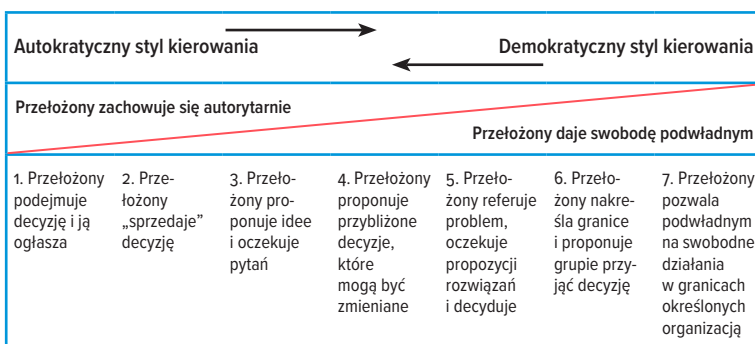 Autokratyczny styl kierowania
Demokratyczny styl kierowania
Przełożony zachowuje się autorytarnie
Przełożony daje swobodę podwładnym
1. Przełożony
podejmuje
decyzję i ją
ogłasza
2. Prze-
łożony
„sprzedaje”
decyzję
3. Przeło-
żony pro-
ponuje idee
i oczekuje
pytań
4. Przełożony
proponuje
przybliżone
decyzje,
które
mogą być
zmieniane
5. Przeło-
żony referuje
problem,
oczekuje
propozycji
rozwiązań
i decyduje
6. Przeło-
żony nakre-
śla granice
i proponuje
grupie przy-
jąć decyzję
7. Przełożony
pozwala
podwładnym
na swobodne
działania
w granicach
określonych
organizacją